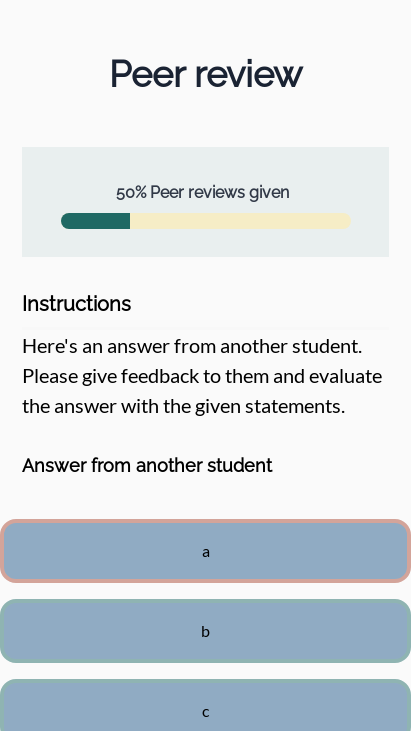 Peer review
50% Peer reviews given
Instructions
Here's an answer from another student.
Please give feedback to them and evaluate
the answer with the given statements.
Answer from another student
a
b
c